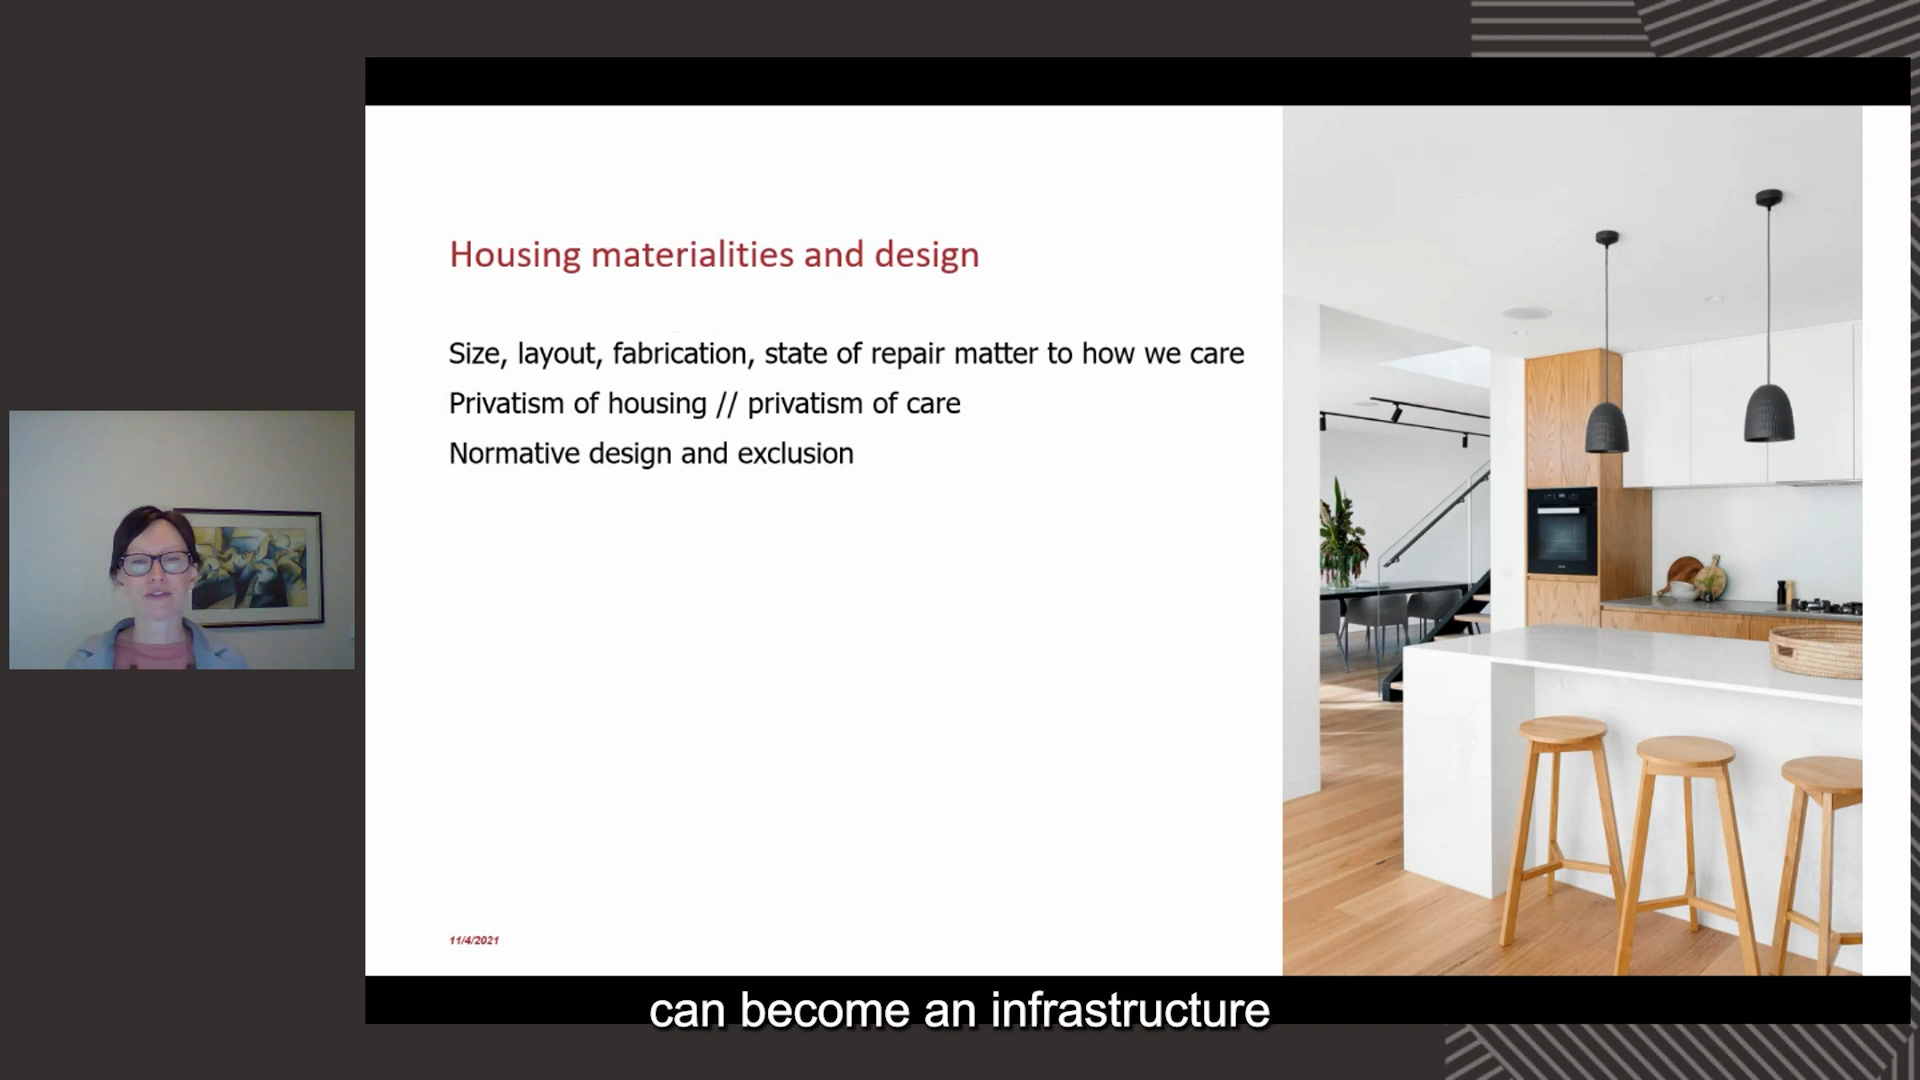 Housing materialities and design
Size, layout, fabrication, state of repair matter to how we care
Privatism of housing // privatism of care
Normative design and exclusion
11/4/2021
can become an infrastructure